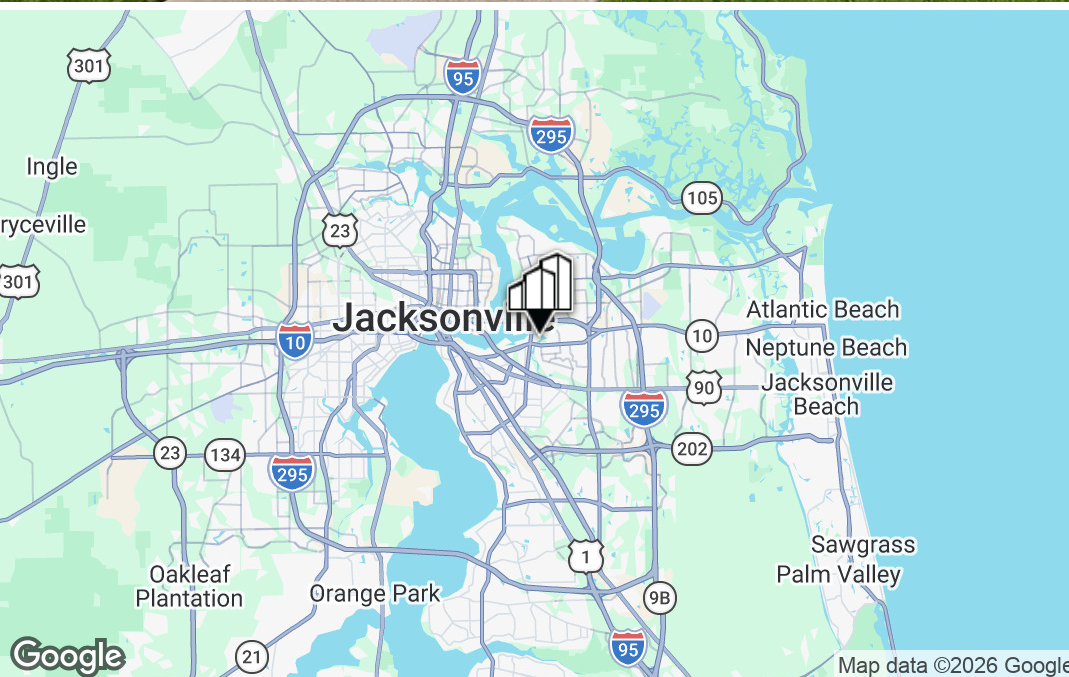 301
95
295
Ingle
105
ryceville
23
301
Jacksonville
Atlantic Beach
10
10
Neptune Beach
90
Jacksonville
Beach
295
23
134
202
295
Sawgrass
1
Palm Valley
Oakleaf
Plantation
Orange Park
9B
95
21
Google
Map data ©2026 Google